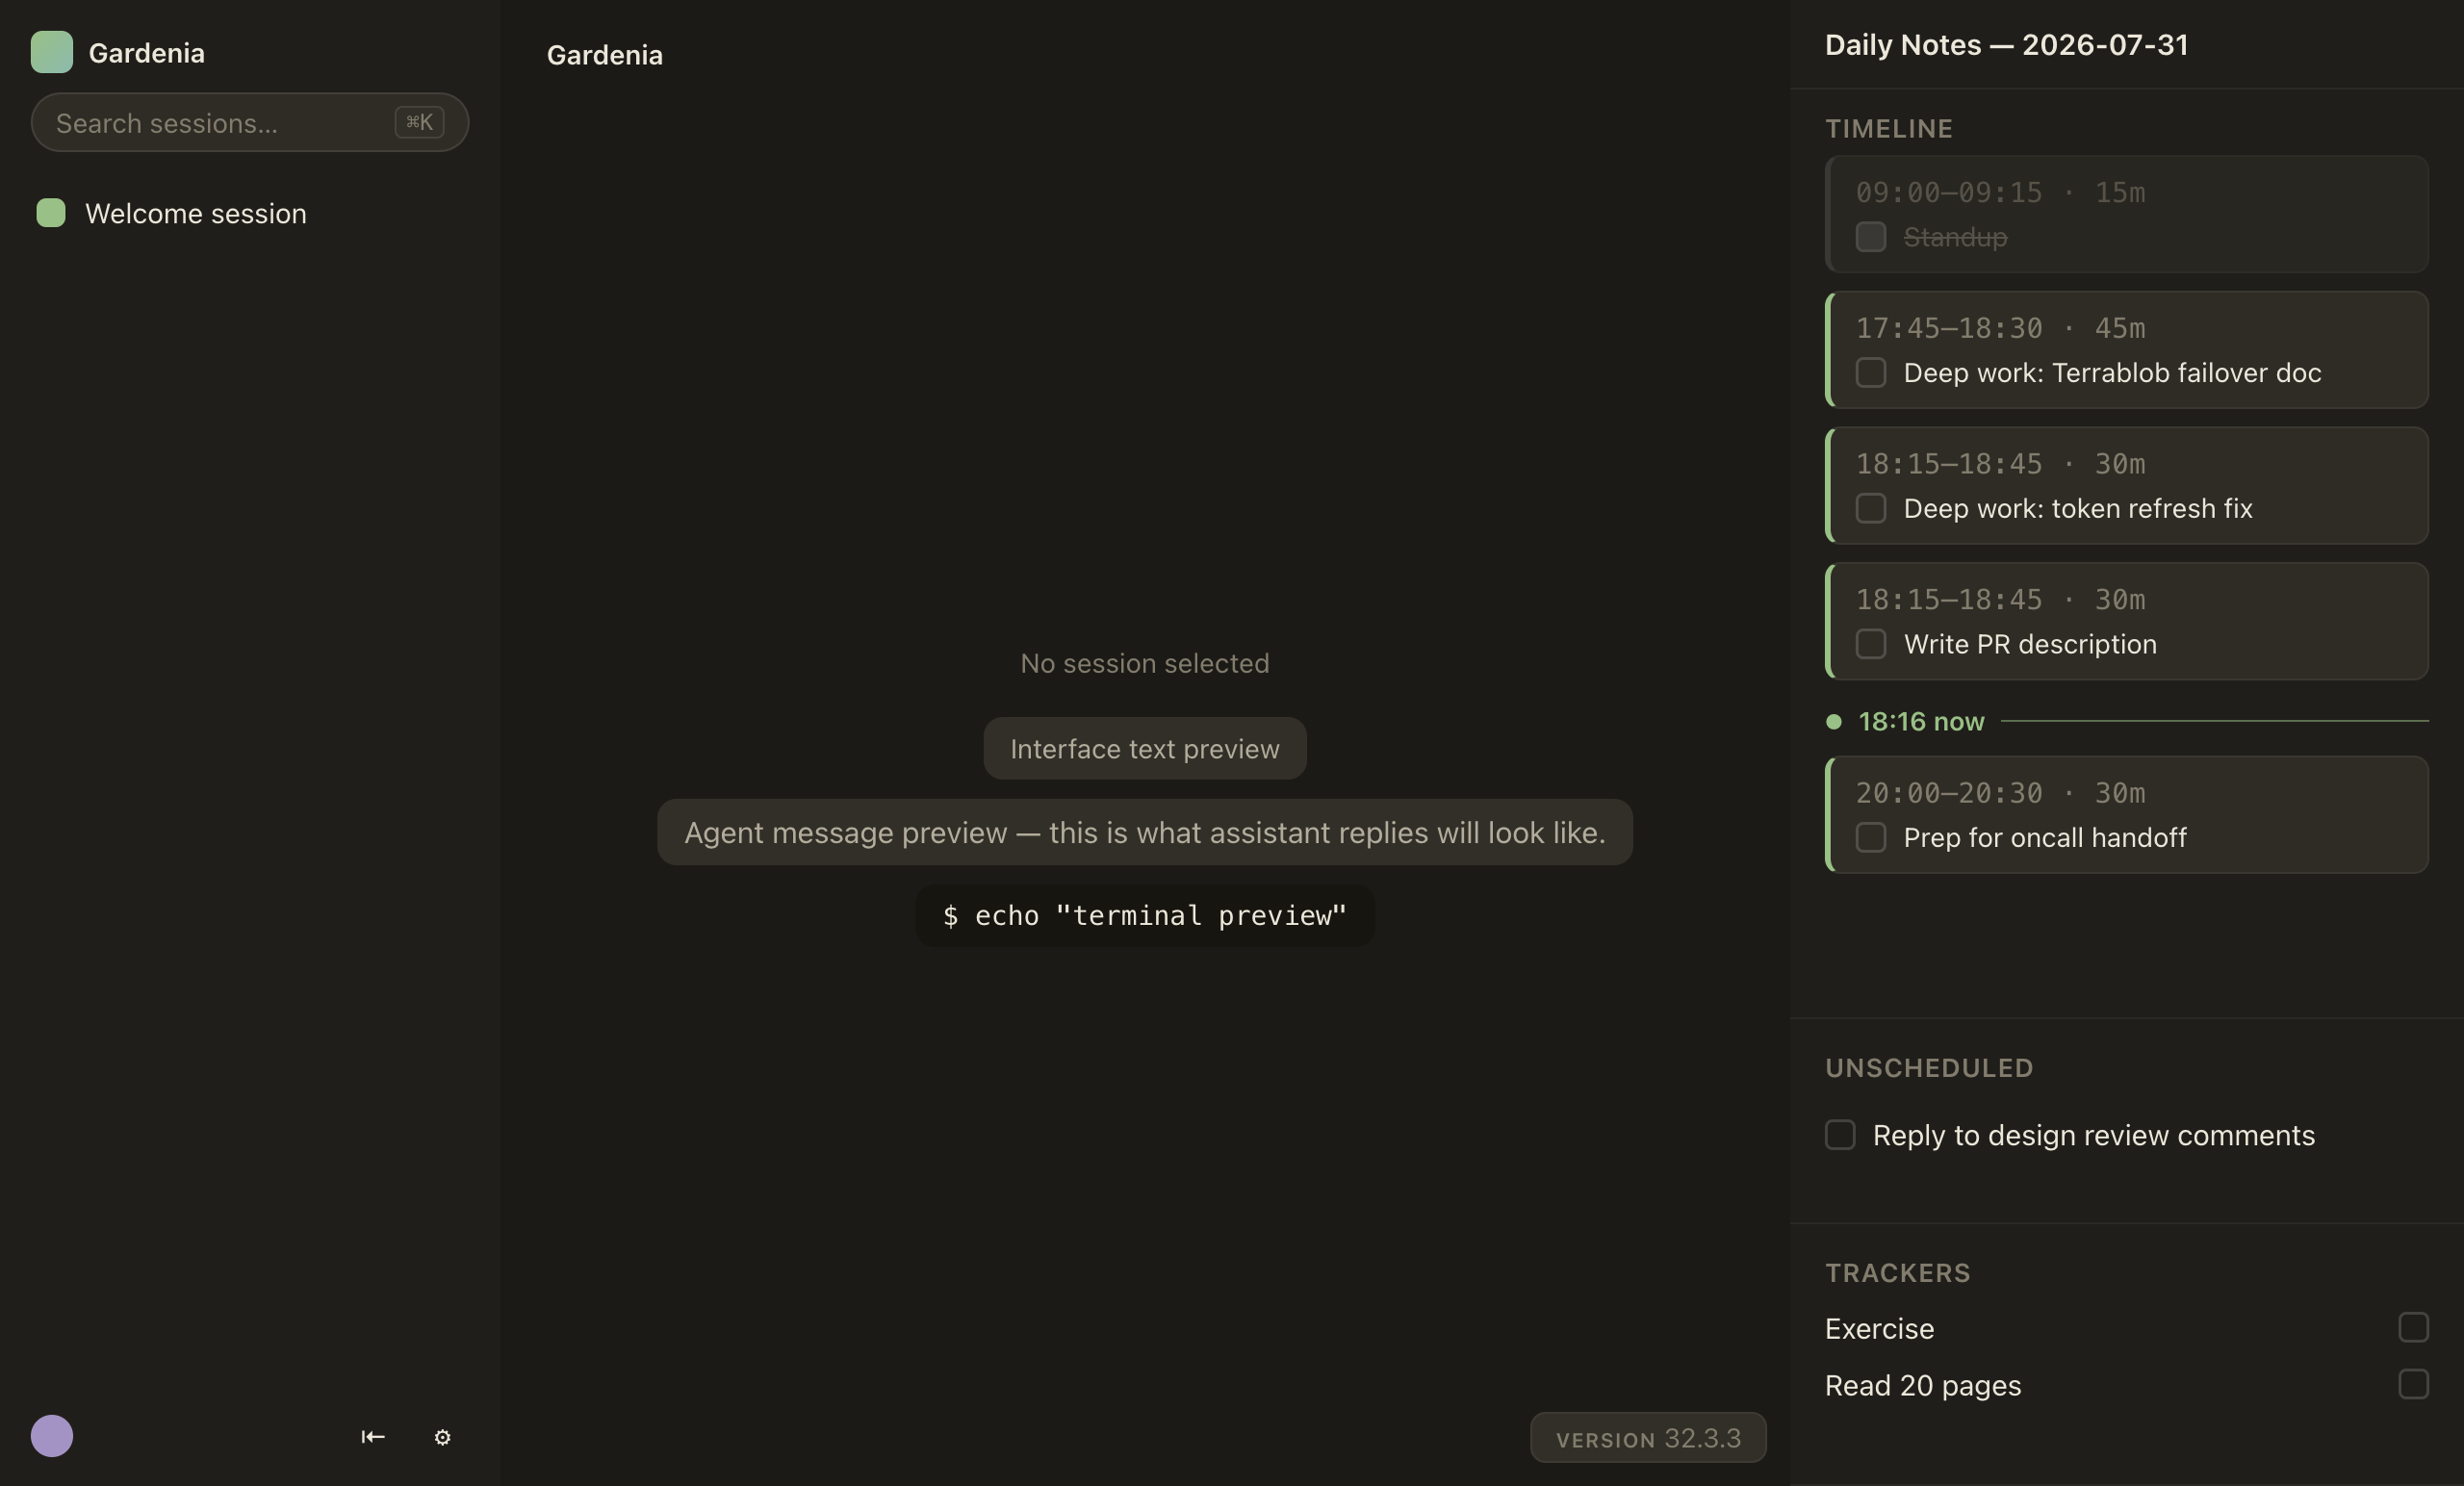 Gardenia
Search sessions... ⌘K
Welcome session
Gardenia
No session selected
Interface text preview
Agent message preview — this is what assistant replies will look like.
$ echo "terminal preview"
VERSION 32.3.3
Daily Notes — 2026-07-31
TIMELINE
09:00–09:15 · 15m
Standup
17:45–18:30 · 45m
Deep work: Terrablob failover doc
18:15–18:45 · 30m
Deep work: token refresh fix
18:15–18:45 · 30m
Write PR description
18:16 now
20:00–20:30 · 30m
Prep for oncall handoff
UNSCHEDULED
Reply to design review comments
TRACKERS
Exercise
Read 20 pages